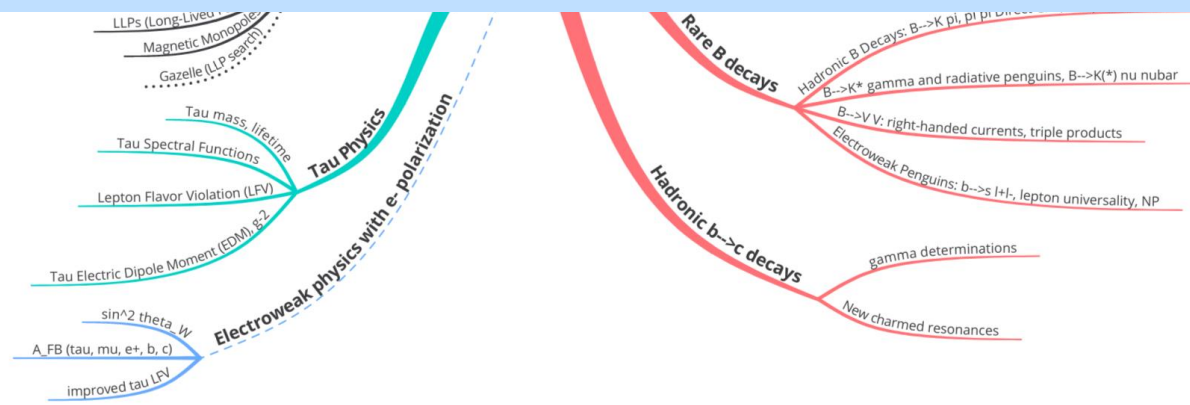 LLPs (Long-Lived
Magnetic Monopoles
Gazelle (LLP search)
Tau Physics
Tau mass, lifetime
Tau Spectral Functions
Lepton Flavor Violation (LFV)
Tau Electric Dipole Moment (EDM), g-2
Electroweak physics with e- polarization
sin^2 theta_W
A_FB (tau, mu, e+, b, c)
improved tau LFV
Rare B decays
Hadronic B Decays: B-->K pi, pi pi Direct
B-->K* gamma and radiative penguins, B-->K(*) nu nubar
B-->V V: right-handed currents, triple products
Electroweak Penguins: b-->s l+l-, lepton universality, NP
Hadronic b-->c decays
gamma determinations
New charmed resonances